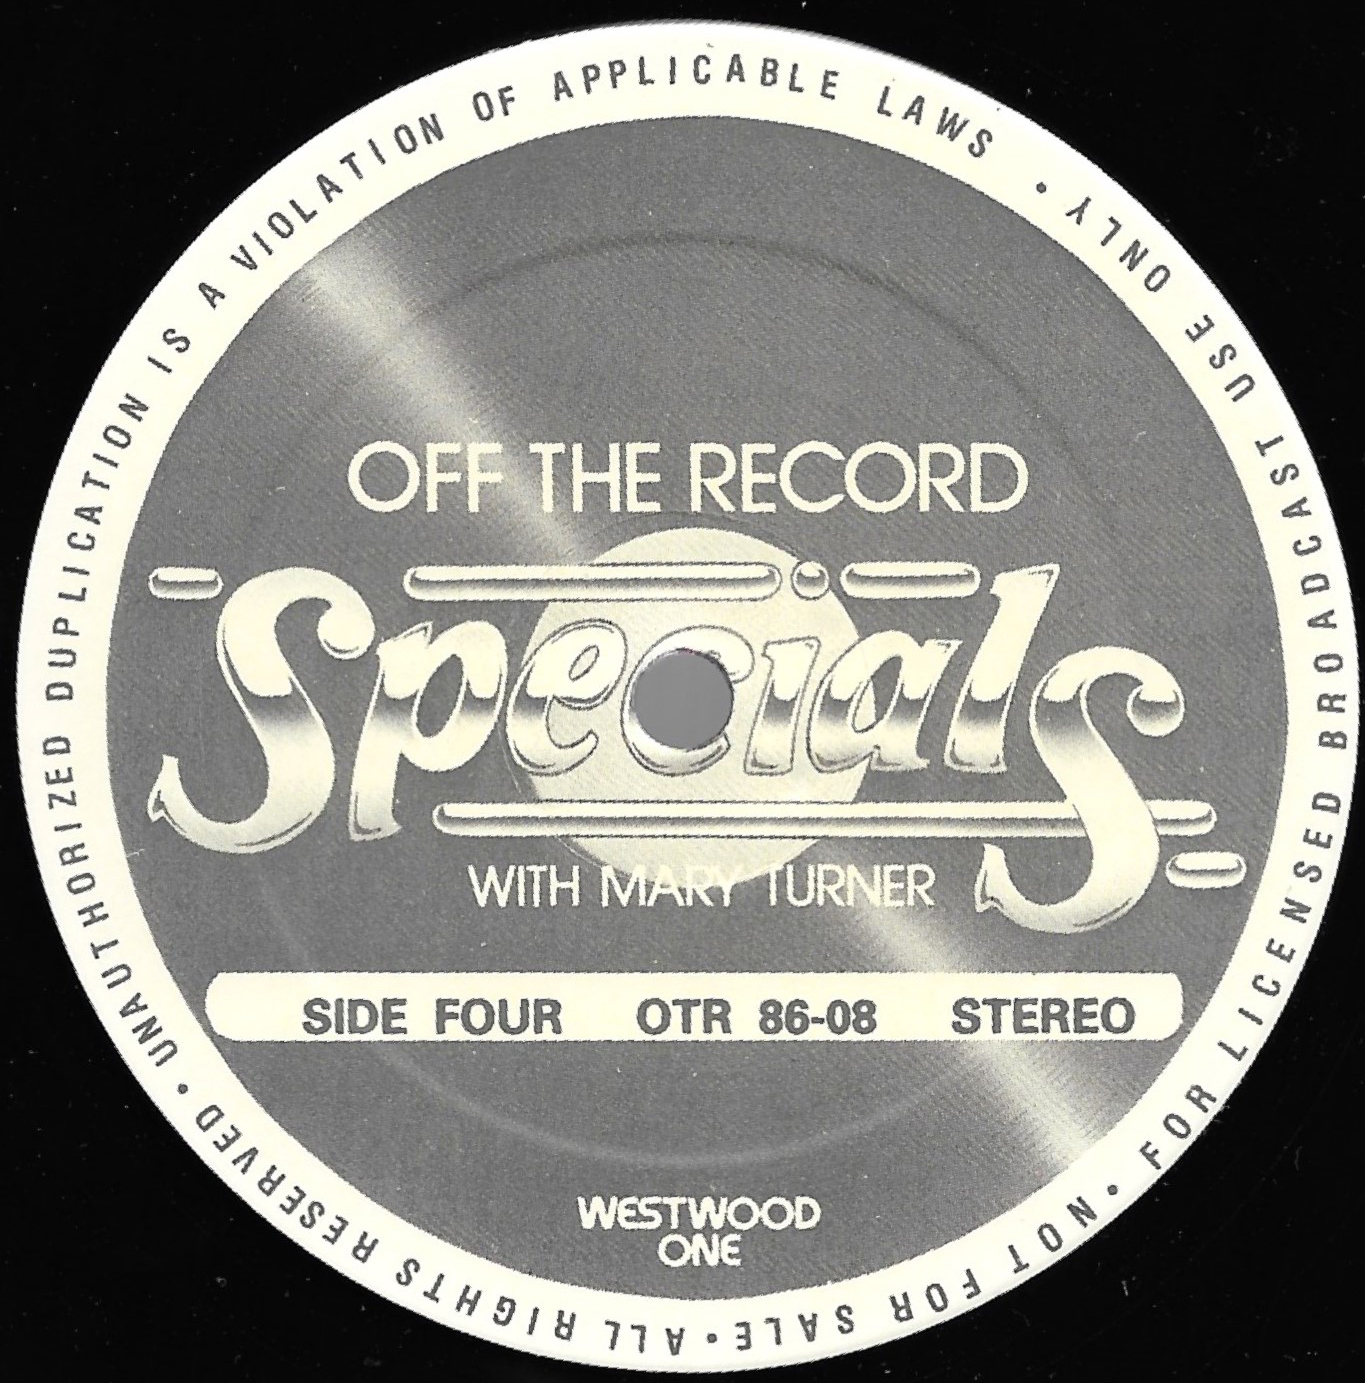 UNAUTHORIZED DUPLICATION IS A VIOLATION OF APPLICABLE LAWS • FOR LICENSED BROADCAST USE ONLY. • NOT FOR SALE • ALL RIGHTS RESERVED •
OFF THE RECORD
Specials
WITH MARY TURNER
SIDE FOUR OTR 86-08 STEREO
WESTWOOD
ONE